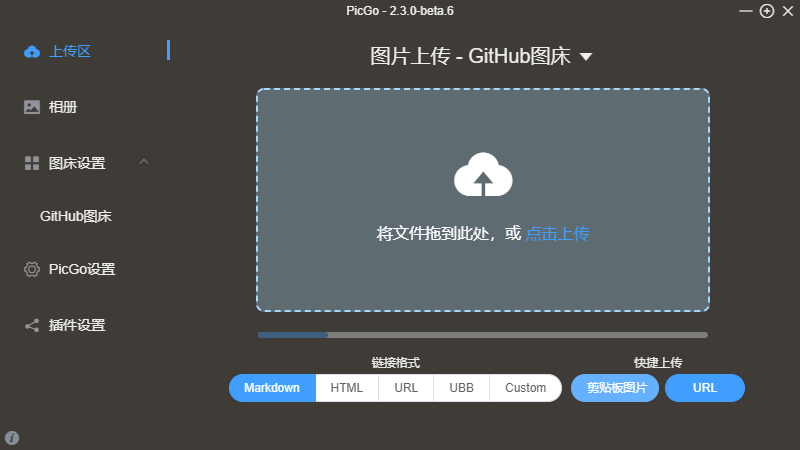 PicGo - 2.3.0-beta.6
上传区
相册
图床设置
GitHub图床
PicGo设置
插件设置
图片上传 - GitHub图床
将文件拖到此处，或 点击上传
链接格式
Markdown HTML URL UBB Custom
快捷上传
剪贴板图片 URL